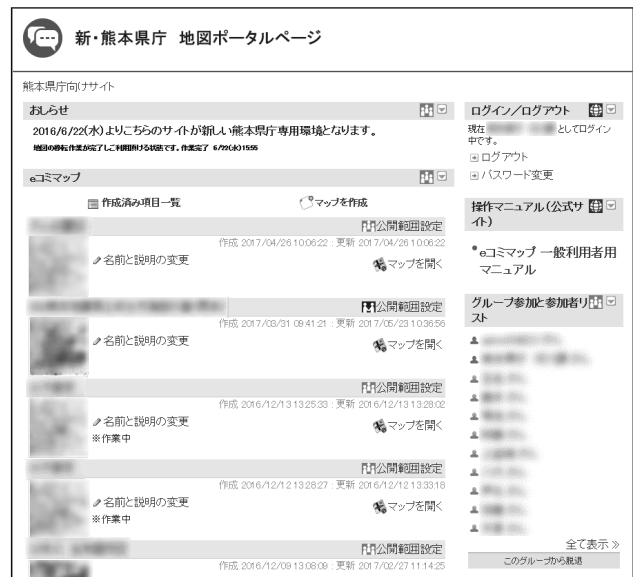 新・熊本県庁 地図ポータルページ
熊本県庁向けサイト
おしらせ
2016/6/22(水)よりこちらのサイトが新しい熊本県庁専用環境となります。
地図の移転作業が完了しご利用頂ける状態です。作業完了 6/22(水)15:55
eコミマップ
作成済み項目一覧
マップを作成
公開範囲設定
作成 2017/04/26 10:06:22 : 更新 2017/04/26 10:06:22
名前と説明の変更
マップを開く
公開範囲設定
作成 2017/03/31 09:41:21 : 更新 2017/05/23 10:36:56
名前と説明の変更
マップを開く
公開範囲設定
作成 2016/12/13 13:25:33 : 更新 2016/12/13 13:28:02
名前と説明の変更
マップを開く
※作業中
公開範囲設定
作成 2016/12/12 13:28:27 : 更新 2016/12/12 13:33:18
名前と説明の変更
マップを開く
※作業中
公開範囲設定
作成 2016/12/09 13:08:09 : 更新 2017/02/27 11:14:25
ログイン/ログアウト
現在 としてログイン
中です。
ログアウト
パスワード変更
操作マニュアル(公式サ
イト)
eコミマップ 一般利用者用
マニュアル
グループ参加と参加者リ
スト
全て表示 »
このグループから脱退